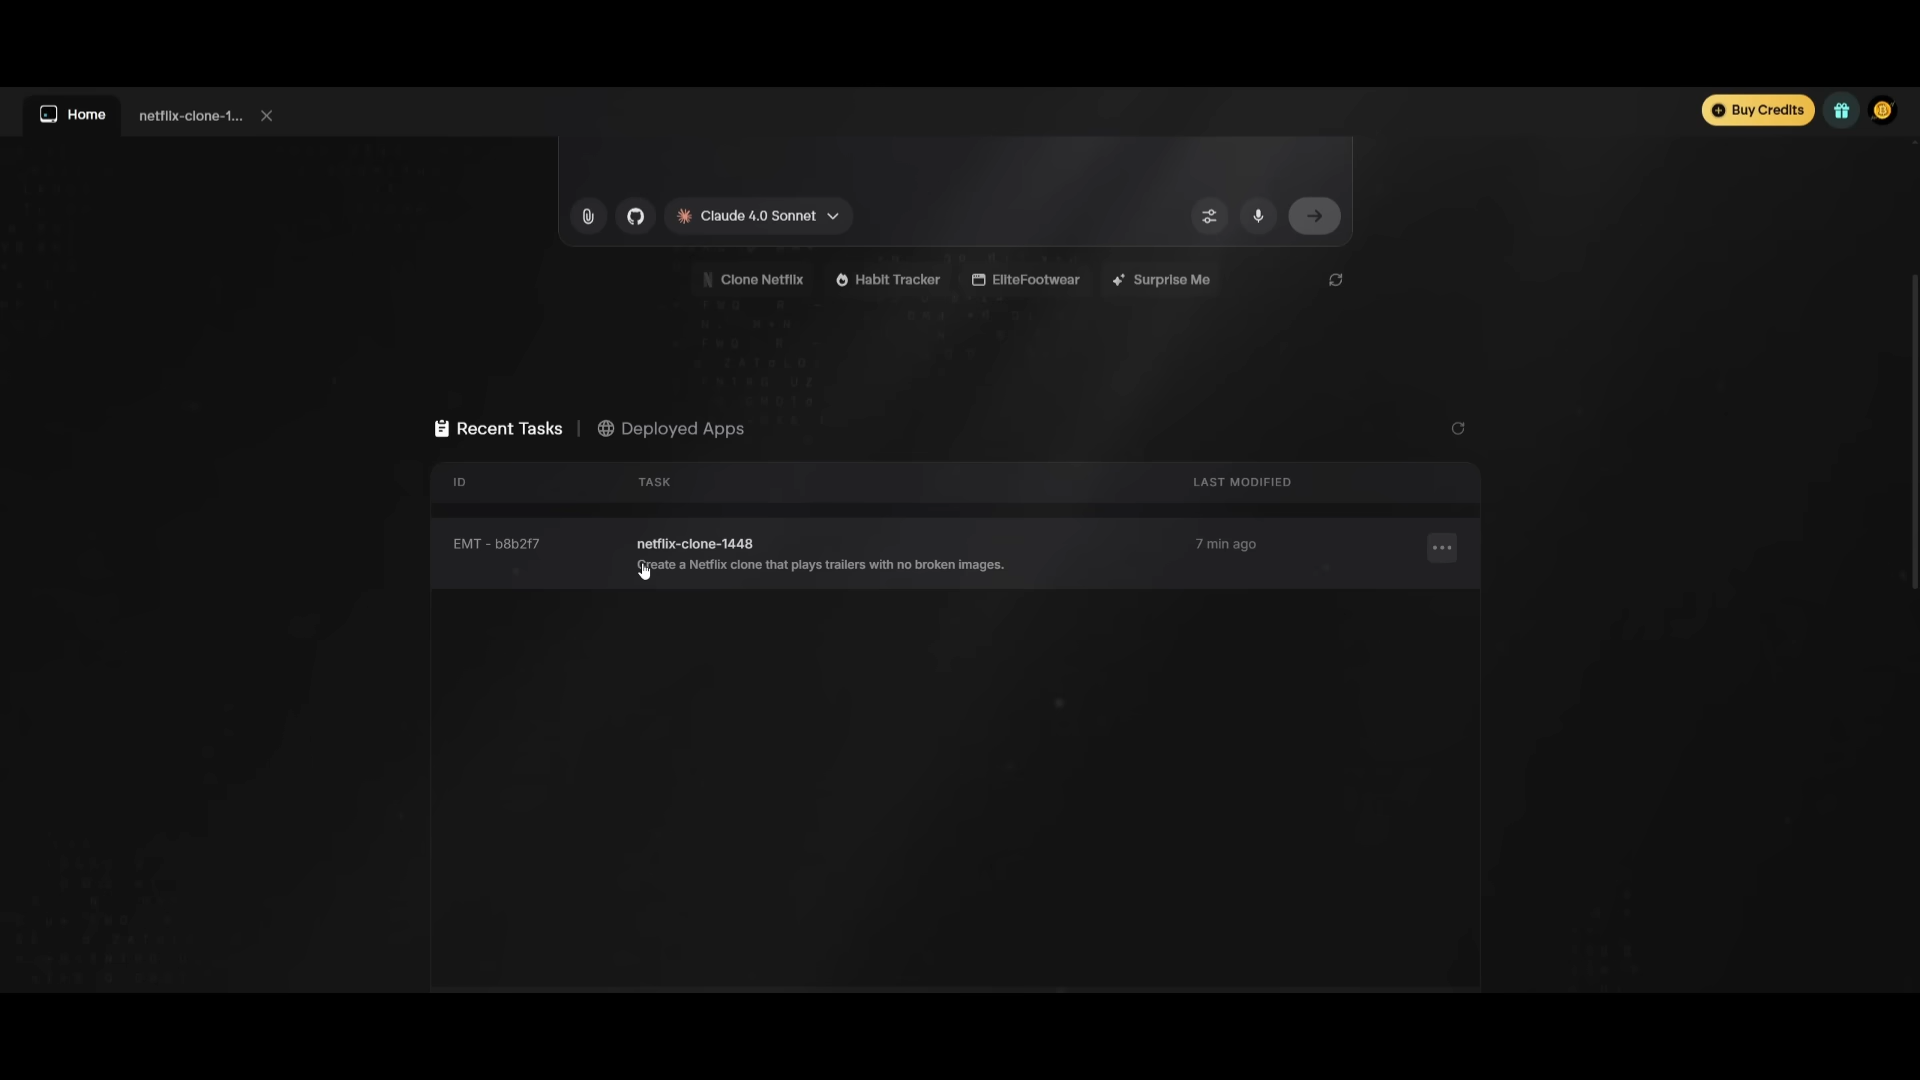 Home
netflix-clone-1...
Buy Credits
Claude 4.0 Sonnet
Clone Netflix
Habit Tracker
EliteFootwear
Surprise Me
Recent Tasks
Deployed Apps
ID
TASK
LAST MODIFIED
EMT - b8b2f7
netflix-clone-1448
7 min ago
Create a Netflix clone that plays trailers with no broken images.